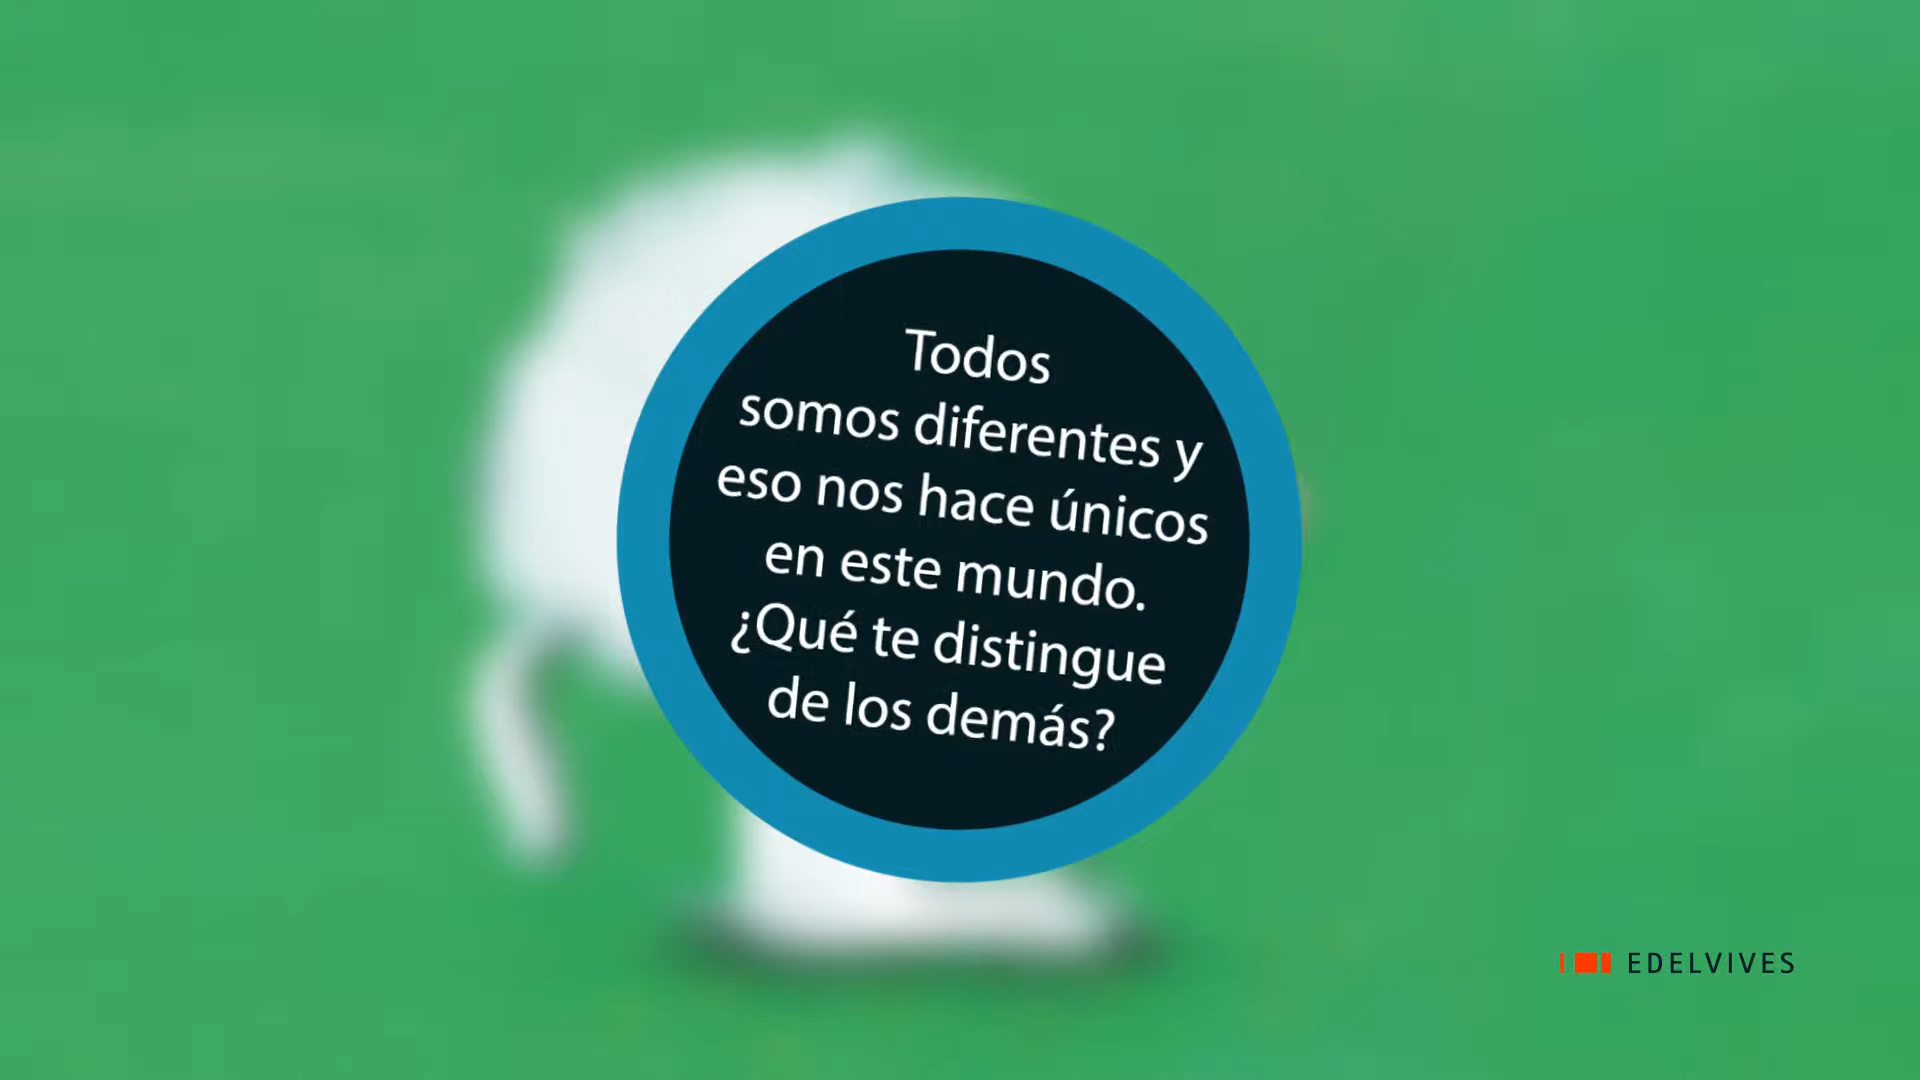 Todos
somos diferentes y
eso nos hace únicos
en este mundo.
¿Qué te distingue
de los demás?
EDELVIVES